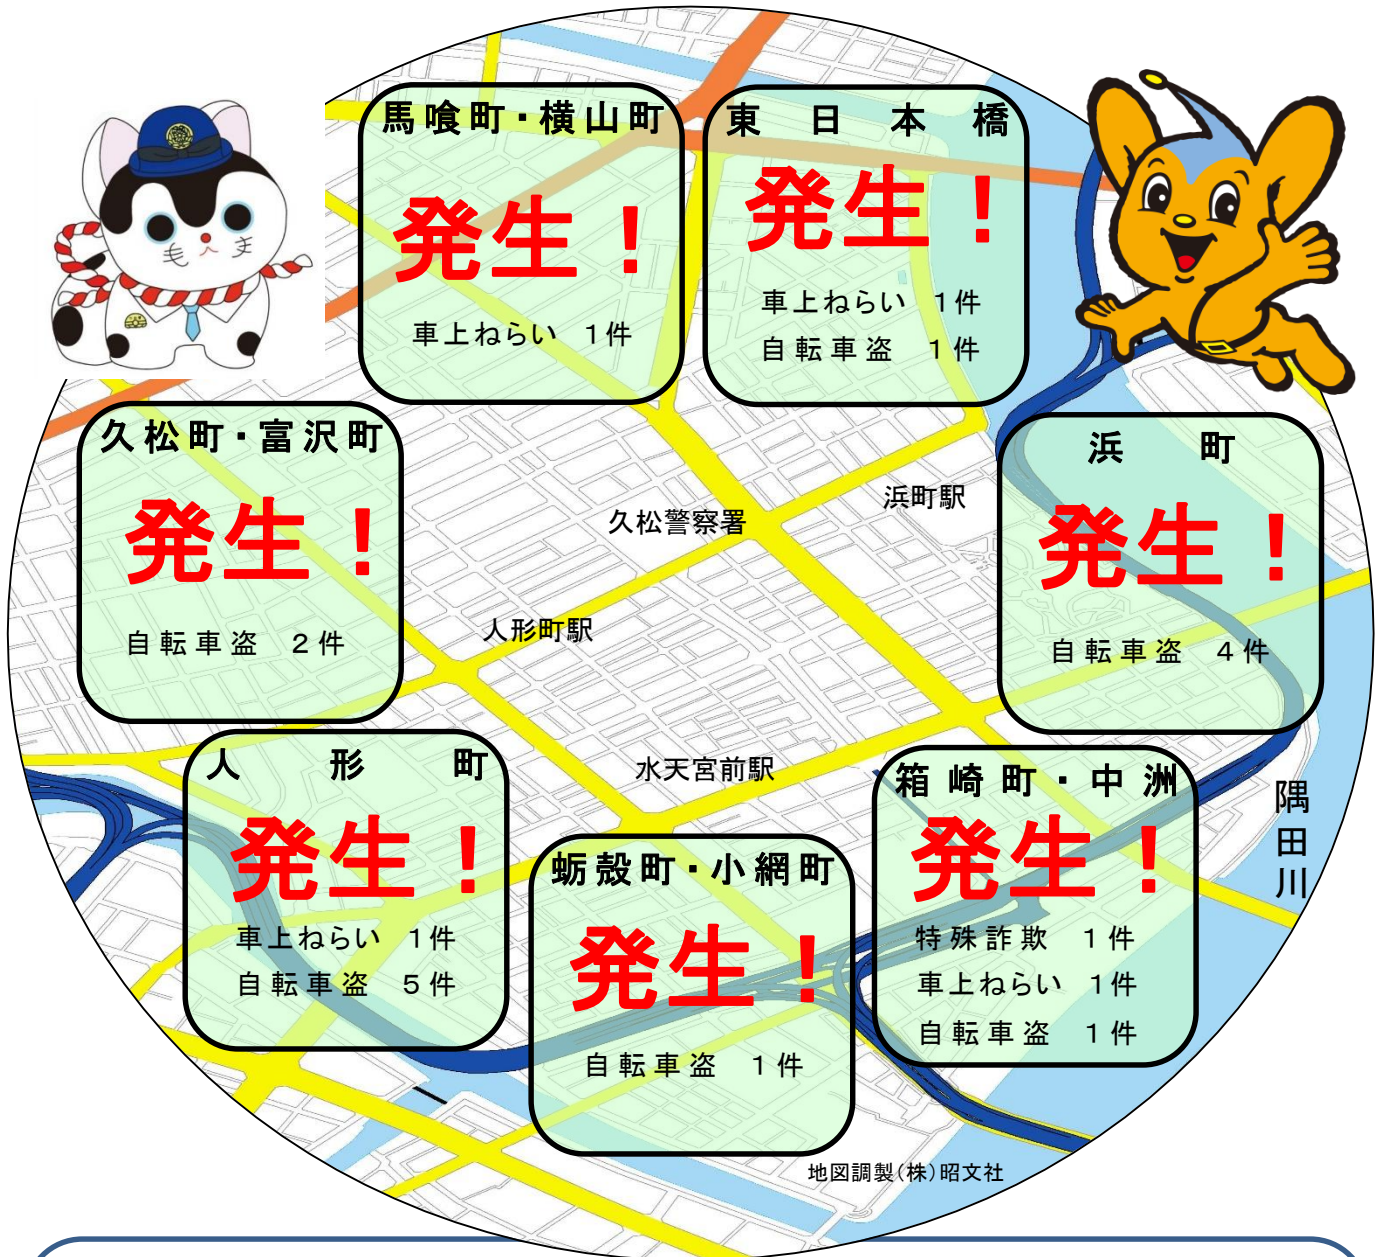 馬喰町・横山町
発生！
車上ねらい　１件
東日本橋
発生！
車上ねらい　１件
自転車盗　１件
久松町・富沢町
発生！
自転車盗　２件
浜町
発生！
自転車盗　４件
浜町駅
久松警察署
人形町駅
水天宮前駅
人形町
発生！
車上ねらい　１件
自転車盗　５件
蛎殻町・小網町
発生！
自転車盗　１件
箱崎町・中洲
発生！
特殊詐欺　１件
車上ねらい　１件
自転車盗　１件
隅田川
地図調製(株)昭文社